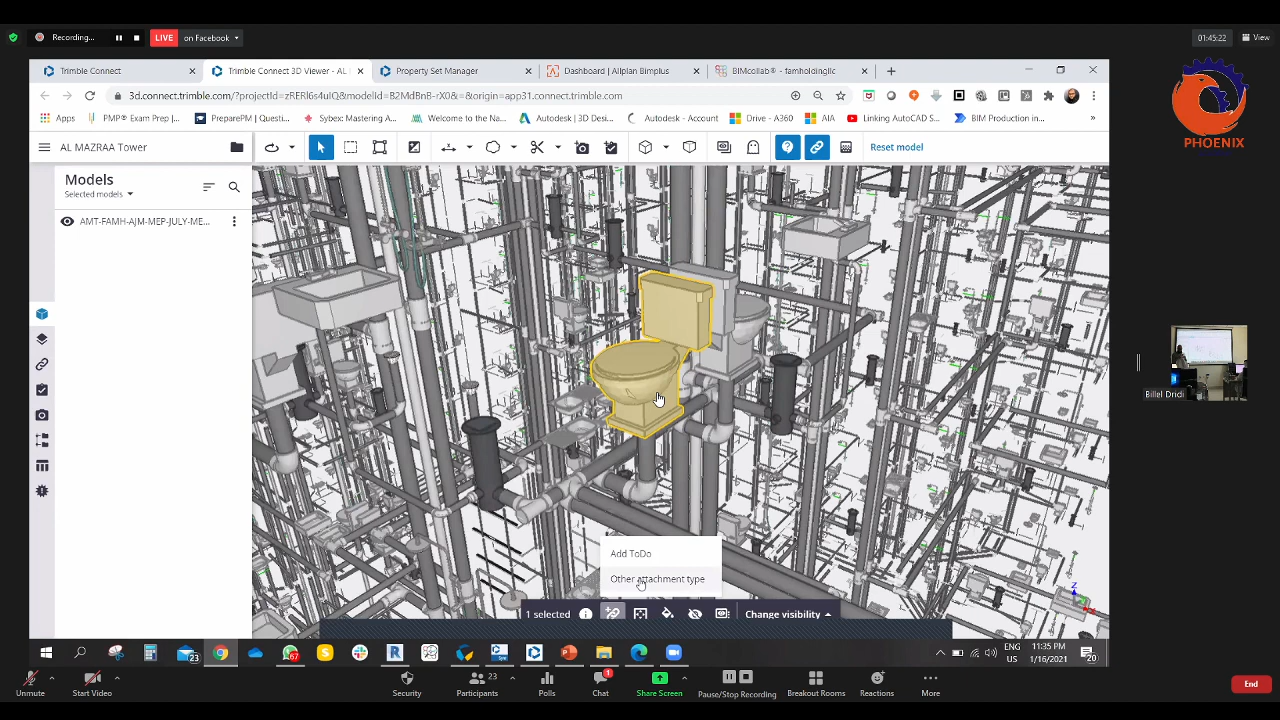 Recording...
LIVE
on Facebook
01:45:22
View
Trimble Connect
Trimble Connect 3D Viewer - AL
Property Set Manager
Dashboard | Allplan Bimplus
BIMcollab® - famholdingllc
3d.connect.trimble.com/?projectId=zRERl6s4uIQ&modelId=B2MdBnB-rX0&=&origin=app31.connect.trimble.com
Apps
PMP® Exam Prep |...
PreparePM | Questi...
Sybex: Mastering A...
Welcome to the Na...
Autodesk | 3D Desi...
Autodesk - Account
Drive - A360
AIA
Linking AutoCAD S...
BIM Production in...
AL MAZRAA Tower
Reset model
PHOENIX
Models
Selected models
AMT-FAMH-AJM-MEP-JULY-ME...
Billel Dridi
Add ToDo
Other attachment type
1 selected
Change visibility
Z
X
23
67
ENG
US
11:35 PM
1/16/2021
20
Unmute
Start Video
Security
Participants
23
Polls
Chat
1
Share Screen
Pause/Stop Recording
Breakout Rooms
Reactions
More
End